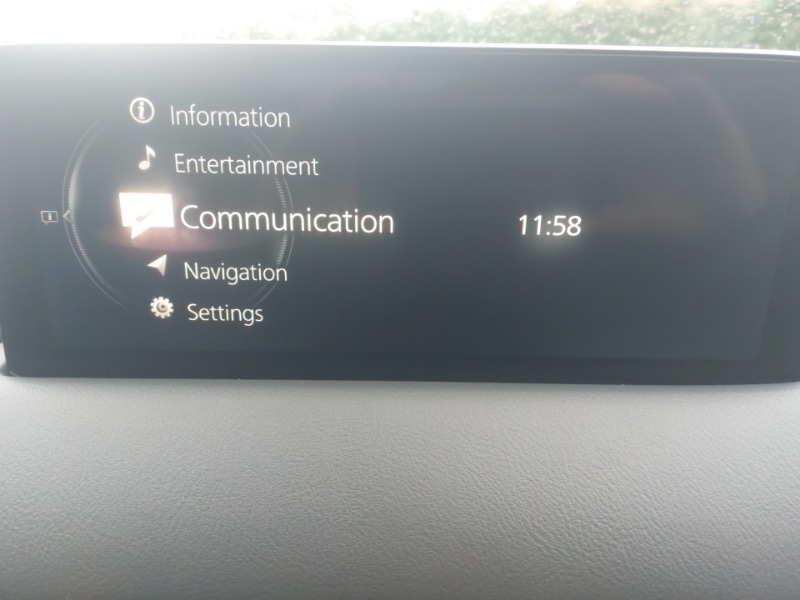 Information
Entertainment
Communication
11:58
Navigation
Settings